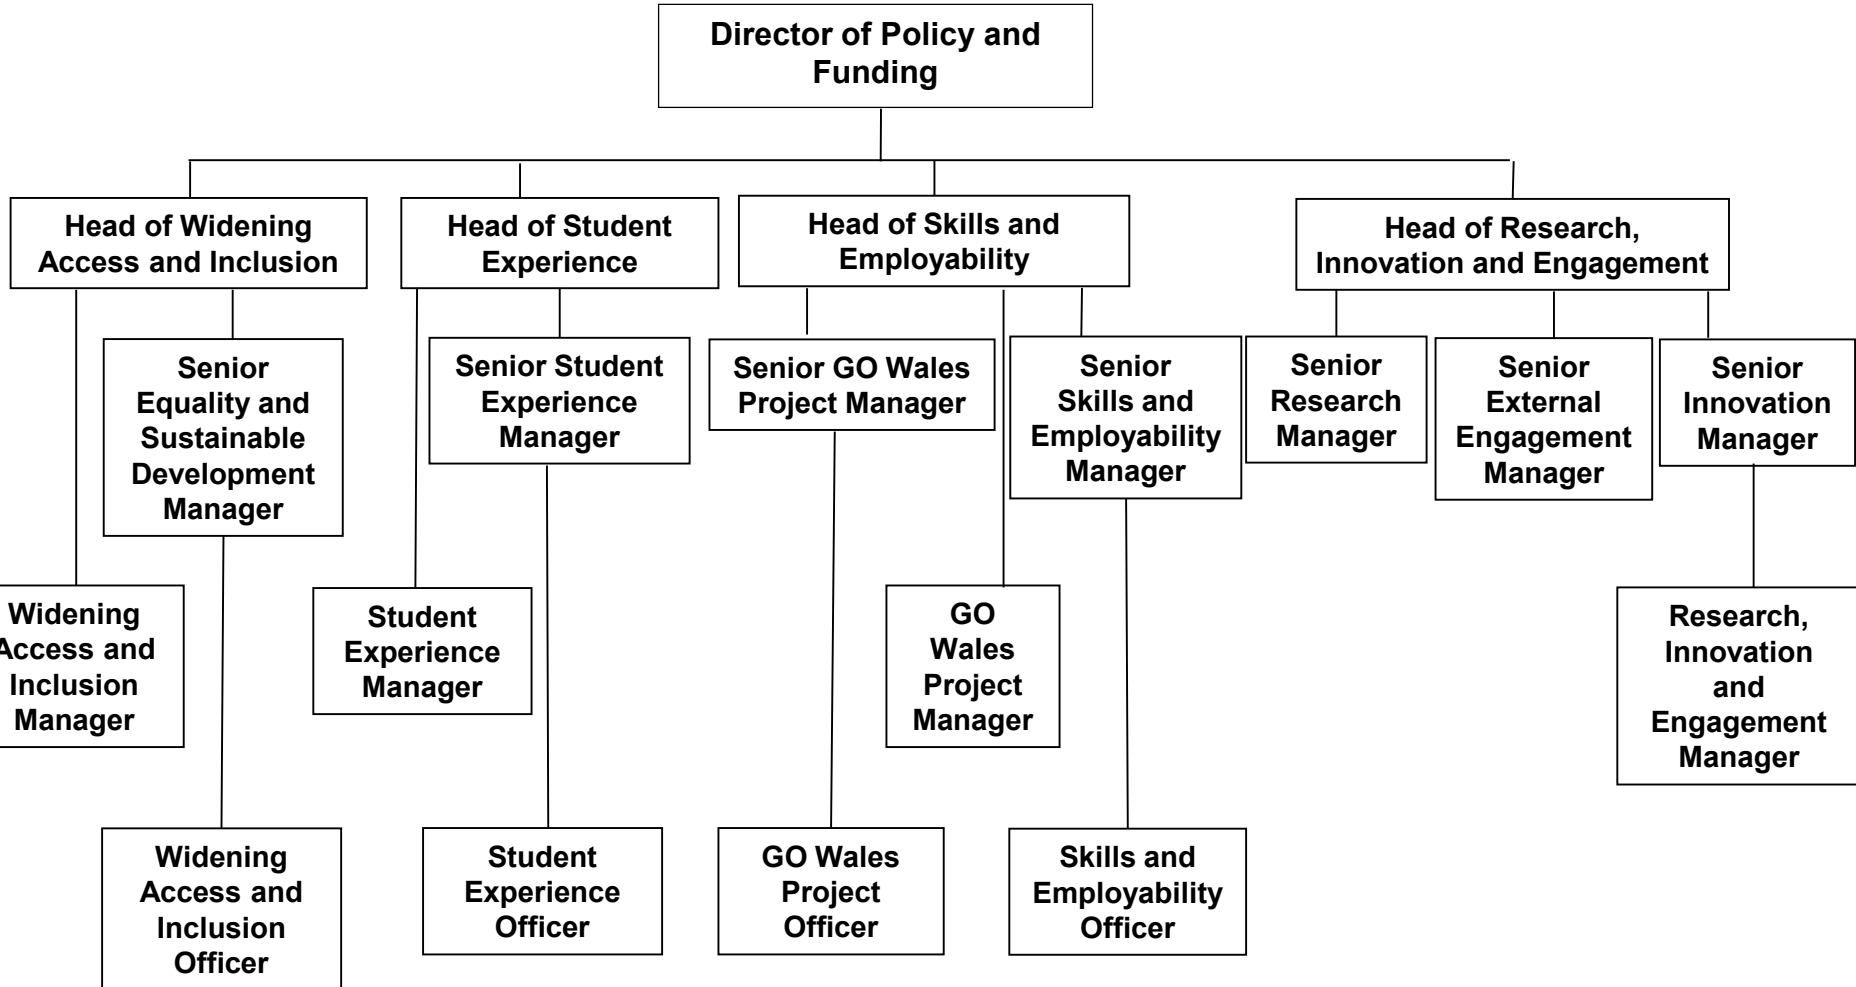 Director of Policy and
Funding
Head of Widening
Access and Inclusion
Head of Student
Experience
Head of Skills and
Employability
Head of Research,
Innovation and Engagement
Senior
Equality and
Sustainable
Development
Manager
Senior Student
Experience
Manager
Senior GO Wales
Project Manager
Senior
Skills and
Employability
Manager
Senior
Research
Manager
Senior
External
Engagement
Manager
Senior
Innovation
Manager
Widening
Access and
Inclusion
Manager
Student
Experience
Manager
GO
Wales
Project
Manager
Research,
Innovation
and
Engagement
Manager
Widening
Access and
Inclusion
Officer
Student
Experience
Officer
GO Wales
Project
Officer
Skills and
Employability
Officer